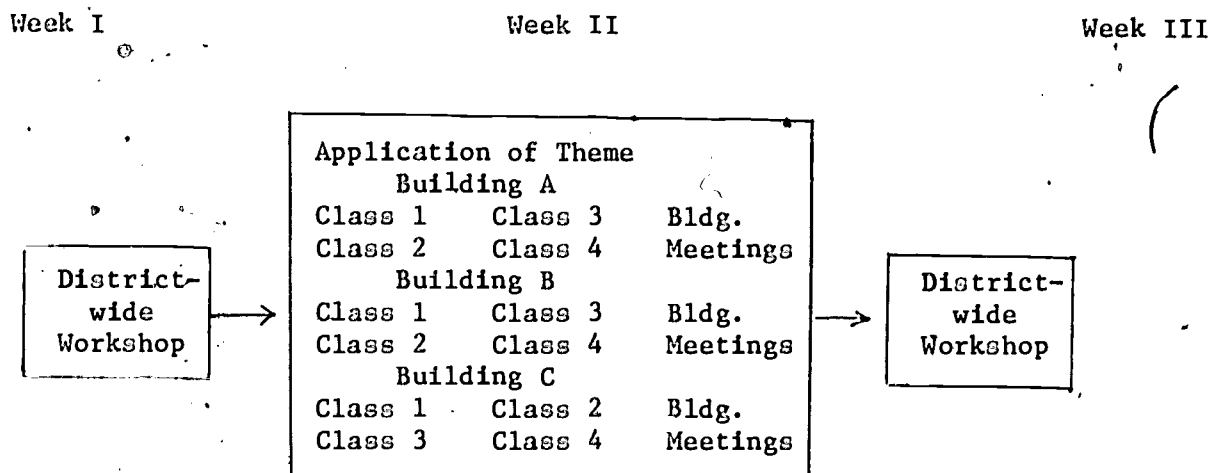 Week I Week II Week III
Application of Theme
Building A
Class 1 Class 3 Bldg.
Class 2 Class 4 Meetings
Building B
Class 1 Class 3 Bldg.
Class 2 Class 4 Meetings
Building C
Class 1 Class 2 Bldg.
Class 3 Class 4 Meetings
District-
wide
Workshop
District-
wide
Workshop